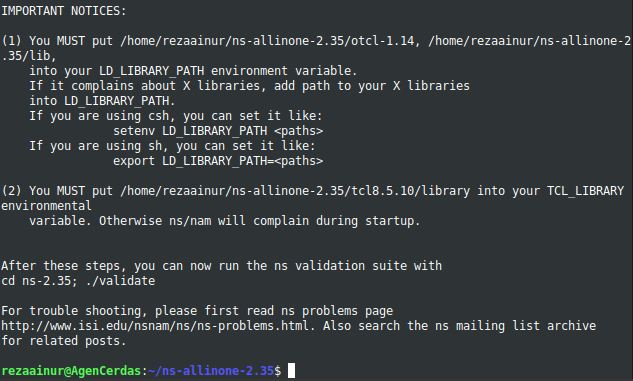 IMPORTANT NOTICES:
(1) You MUST put /home/rezaainur/ns-allinone-2.35/otcl-1.14, /home/rezaainur/ns-allinone-2
.35/lib,
into your LD_LIBRARY_PATH environment variable.
If it complains about X libraries, add path to your X libraries
into LD_LIBRARY_PATH.
If you are using csh, you can set it like:
setenv LD_LIBRARY_PATH <paths>
If you are using sh, you can set it like:
export LD_LIBRARY_PATH=<paths>
(2) You MUST put /home/rezaainur/ns-allinone-2.35/tcl8.5.10/library into your TCL_LIBRARY
environmental
variable. Otherwise ns/nam will complain during startup.
After these steps, you can now run the ns validation suite with
cd ns-2.35; ./validate
For trouble shooting, please first read ns problems page
http://www.isi.edu/nsnam/ns/ns-problems.html. Also search the ns mailing list archive
for related posts.
rezaainur@AgenCerdas:~/ns-allinone-2.35$